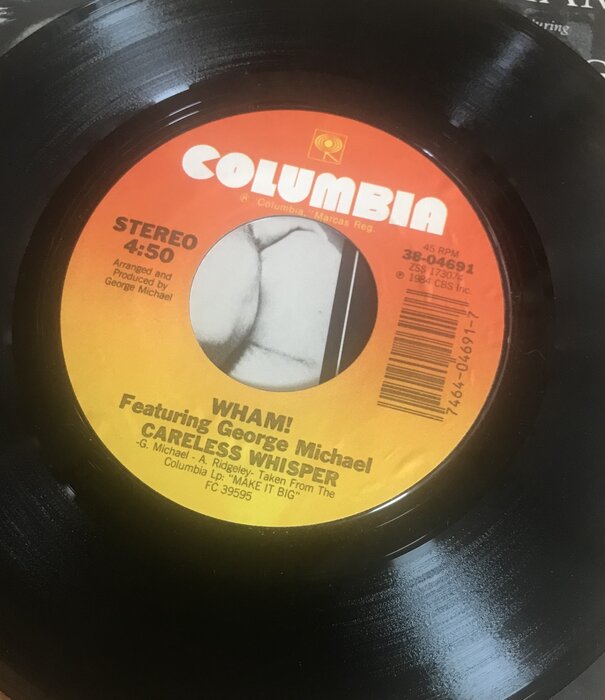 uring
COLUMBIA
® Columbia, Marcas Reg.
STEREO
4:50
Arranged and
Produced by
George Michael
45 RPM
38-04691
℗ 1984 CBS Inc.
7464-04691-7
WHAM!
Featuring George Michael
CARELESS WHISPER
-G. Michael - A. Ridgeley- Taken From The
Columbia Lp: "MAKE IT BIG"
FC 39595